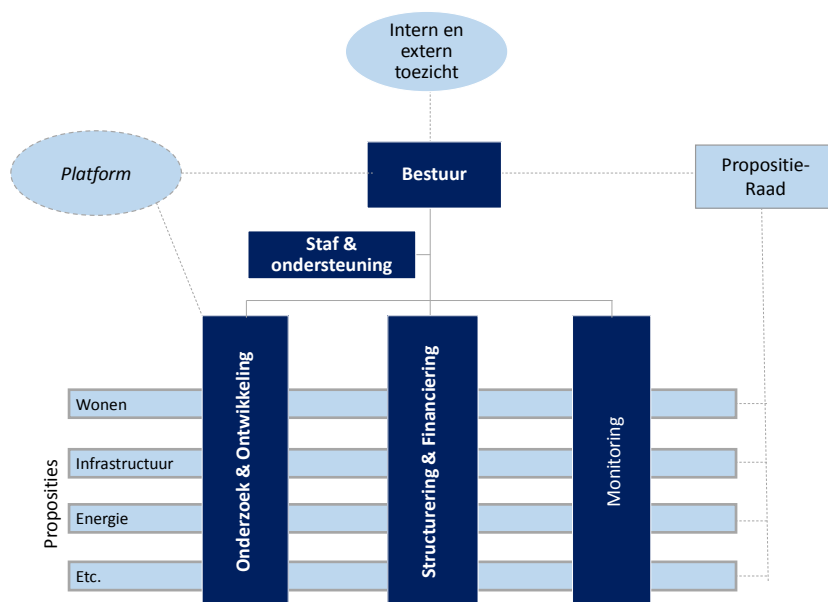 Intern en
extern
toezicht
Platform
Bestuur
Propositie-
Raad
Staf &
ondersteuning
Onderzoek & Ontwikkeling
Structurering & Financiering
Monitoring
Proposities
Wonen
Infrastructuur
Energie
Etc.